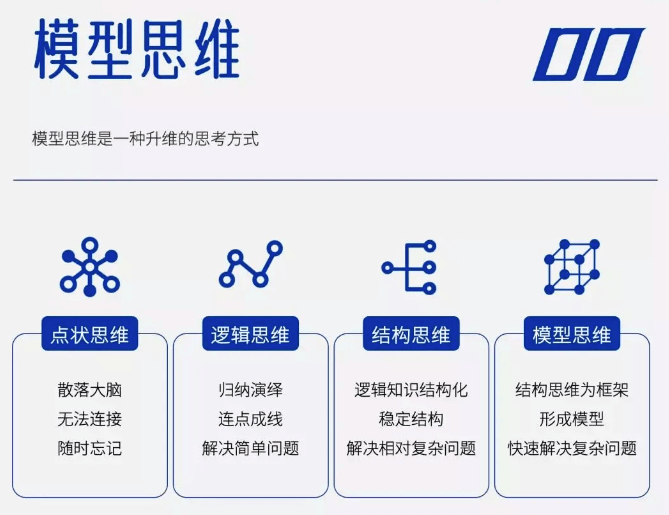 模型思维
00
模型思维是一种升维的思考方式
点状思维
散落大脑
无法连接
随时忘记
逻辑思维
归纳演绎
连点成线
解决简单问题
结构思维
逻辑知识结构化
稳定结构
解决相对复杂问题
模型思维
结构思维为框架
形成模型
快速解决复杂问题